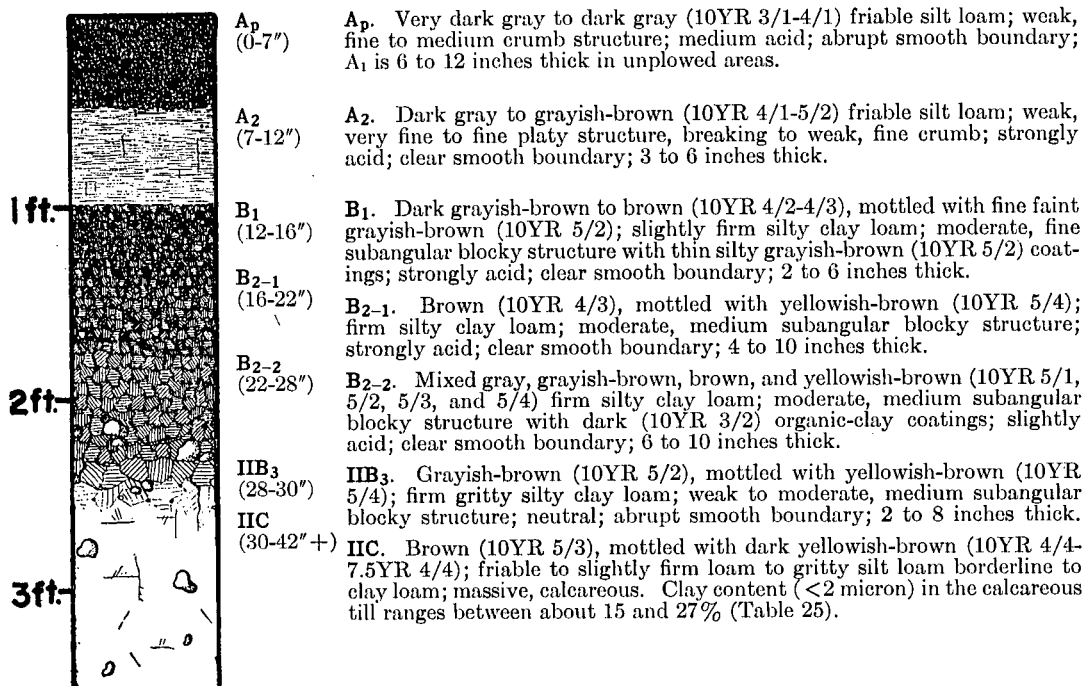 Ap
(0-7")
Ap. Very dark gray to dark gray (10YR 3/1-4/1) friable silt loam; weak,
fine to medium crumb structure; medium acid; abrupt smooth boundary;
A1 is 6 to 12 inches thick in unplowed areas.
A2
(7-12")
A2. Dark gray to grayish-brown (10YR 4/1-5/2) friable silt loam; weak,
very fine to fine platy structure, breaking to weak, fine crumb; strongly
acid; clear smooth boundary; 3 to 6 inches thick.
1 ft.
B1
(12-16")
B1. Dark grayish-brown to brown (10YR 4/2-4/3), mottled with fine faint
grayish-brown (10YR 5/2); slightly firm silty clay loam; moderate, fine
subangular blocky structure with thin silty grayish-brown (10YR 5/2) coat-
ings; strongly acid; clear smooth boundary; 2 to 6 inches thick.
B2-1
(16-22")
B2-1. Brown (10YR 4/3), mottled with yellowish-brown (10YR 5/4);
firm silty clay loam; moderate, medium subangular blocky structure;
strongly acid; clear smooth boundary; 4 to 10 inches thick.
2 ft.
B2-2
(22-28")
B2-2. Mixed gray, grayish-brown, brown, and yellowish-brown (10YR 5/1,
5/2, 5/3, and 5/4) firm silty clay loam; moderate, medium subangular
blocky structure with dark (10YR 3/2) organic-clay coatings; slightly
acid; clear smooth boundary; 6 to 10 inches thick.
IIB3
(28-30")
IIB3. Grayish-brown (10YR 5/2), mottled with yellowish-brown (10YR
5/4); firm gritty silty clay loam; weak to moderate, medium subangular
blocky structure; neutral; abrupt smooth boundary; 2 to 8 inches thick.
IIC
(30-42"+)
IIC. Brown (10YR 5/3), mottled with dark yellowish-brown (10YR 4/4-
7.5YR 4/4); friable to slightly firm loam to gritty silt loam borderline to
clay loam; massive, calcareous. Clay content (<2 micron) in the calcareous
till ranges between about 15 and 27% (Table 25).
3 ft.